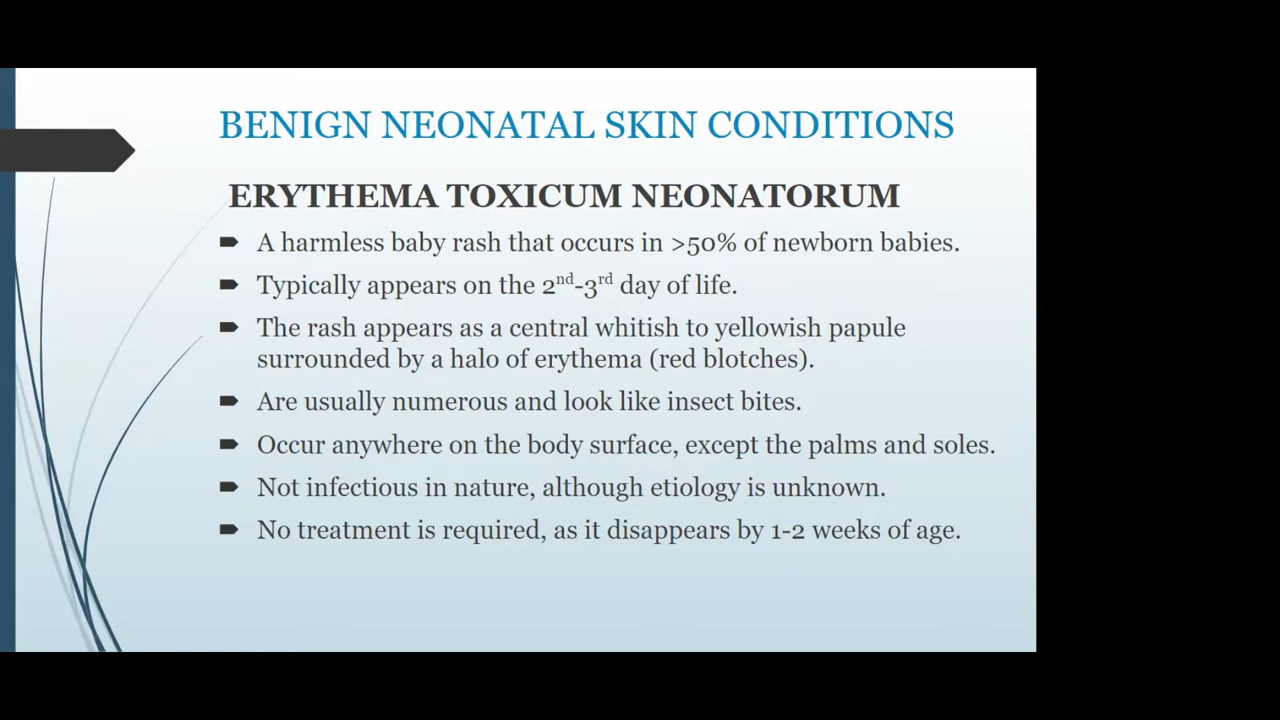 BENIGN NEONATAL SKIN CONDITIONS
ERYTHEMA TOXICUM NEONATORUM
A harmless baby rash that occurs in >50% of newborn babies.
Typically appears on the 2nd-3rd day of life.
The rash appears as a central whitish to yellowish papule
surrounded by a halo of erythema (red blotches).
Are usually numerous and look like insect bites.
Occur anywhere on the body surface, except the palms and soles.
Not infectious in nature, although etiology is unknown.
No treatment is required, as it disappears by 1-2 weeks of age.